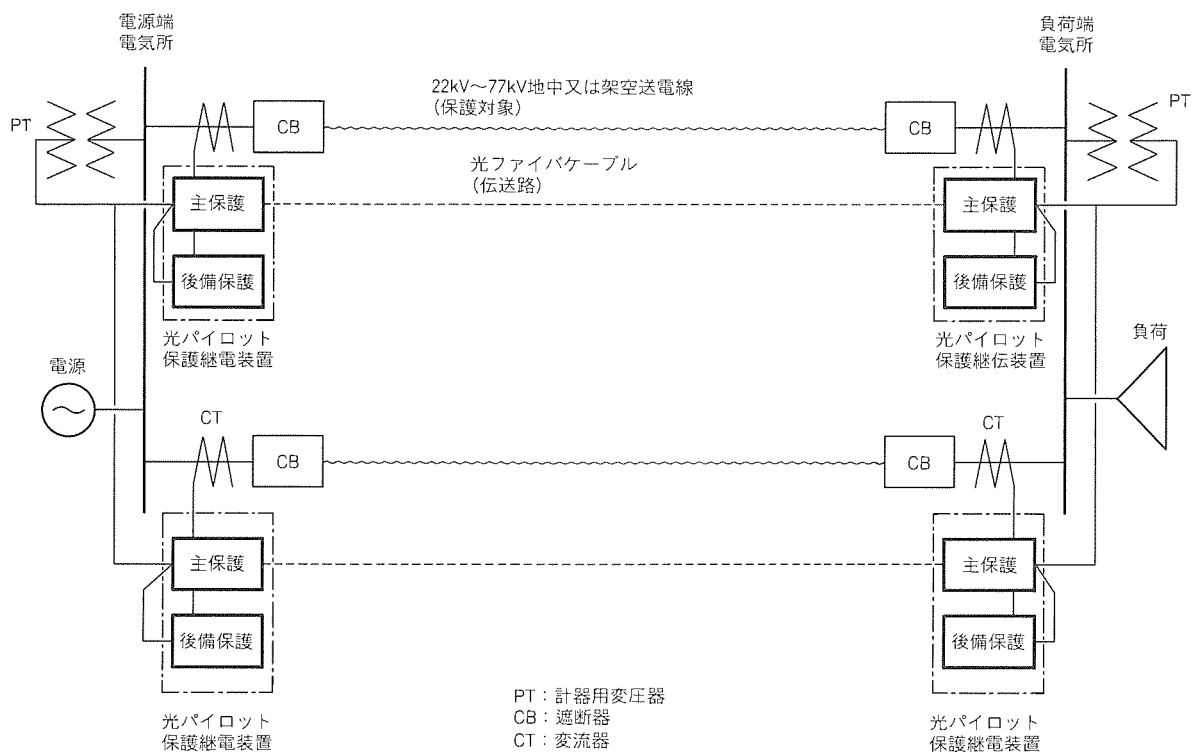 電源端
電気所
負荷端
電気所
22kV~77kV地中又は架空送電線
(保護対象)
PT
CB
CB
PT
光ファイバケーブル
(伝送路)
主保護
主保護
後備保護
後備保護
光パイロット
保護継電装置
光パイロット
保護継伝装置
電源
負荷
CT
CT
CB
CB
主保護
主保護
後備保護
後備保護
光パイロット
保護継電装置
PT:計器用変圧器
CB:遮断器
CT:変流器
光パイロット
保護継電装置